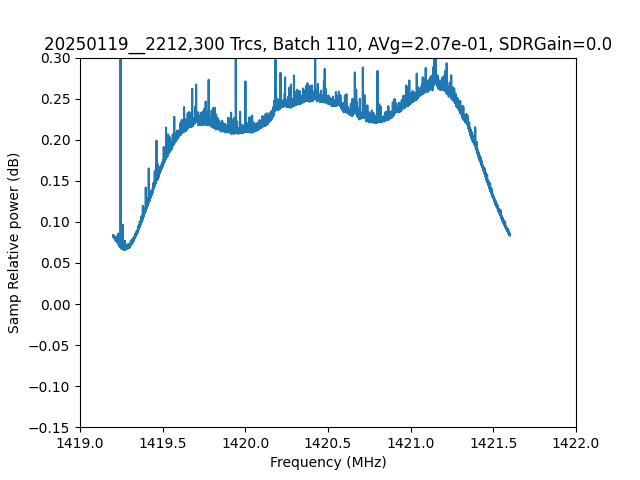 20250119__2212,300 Trcs, Batch 110, AVg=2.07e-01, SDRGain=0.0
0.30
0.25
0.20
0.15
0.10
0.05
0.00
−0.05
−0.10
−0.15
Samp Relative power (dB)
1419.0 1419.5 1420.0 1420.5 1421.0 1421.5 1422.0
Frequency (MHz)